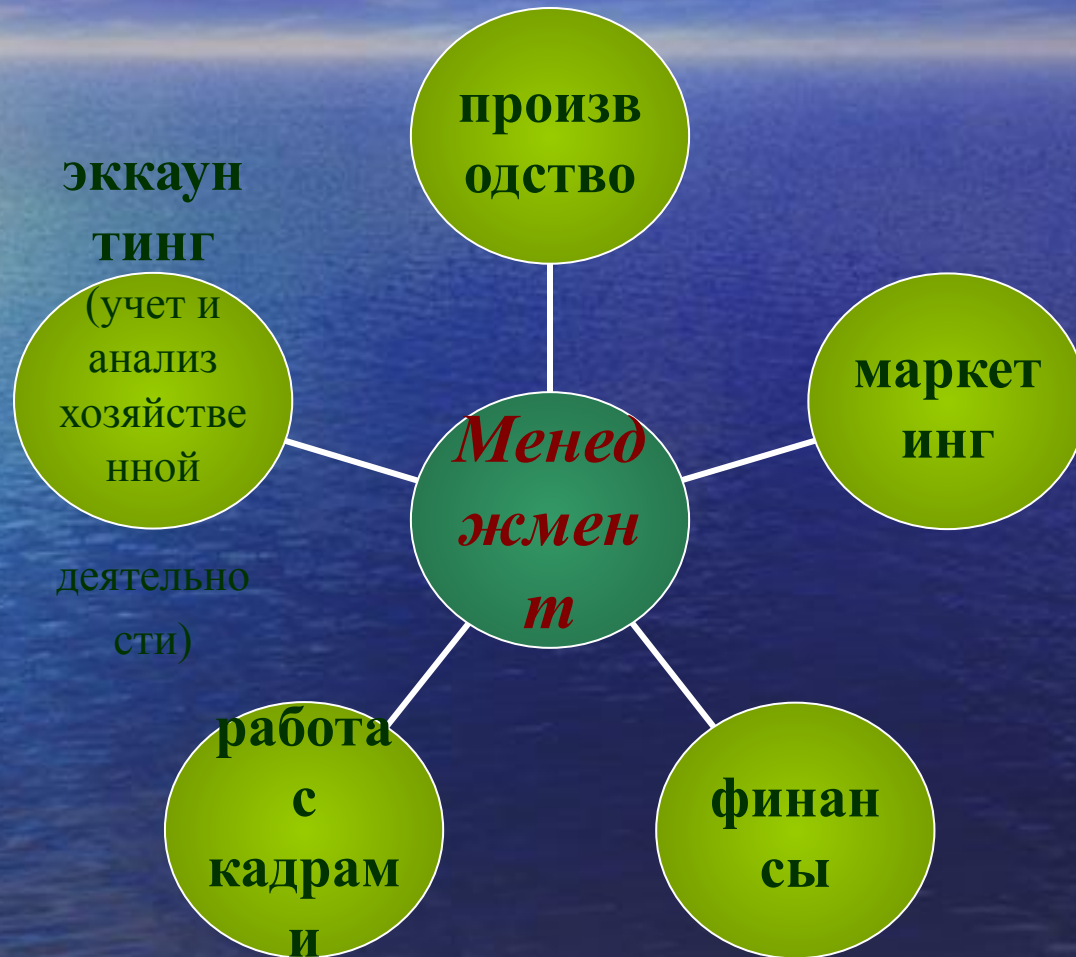 произв
одство
эккаун
тинг
(учет и
анализ
хозяйстве
нной
деятельно
сти)
маркет
инг
Менед
жмен
т
работа
с
кадрам
и
финан
сы